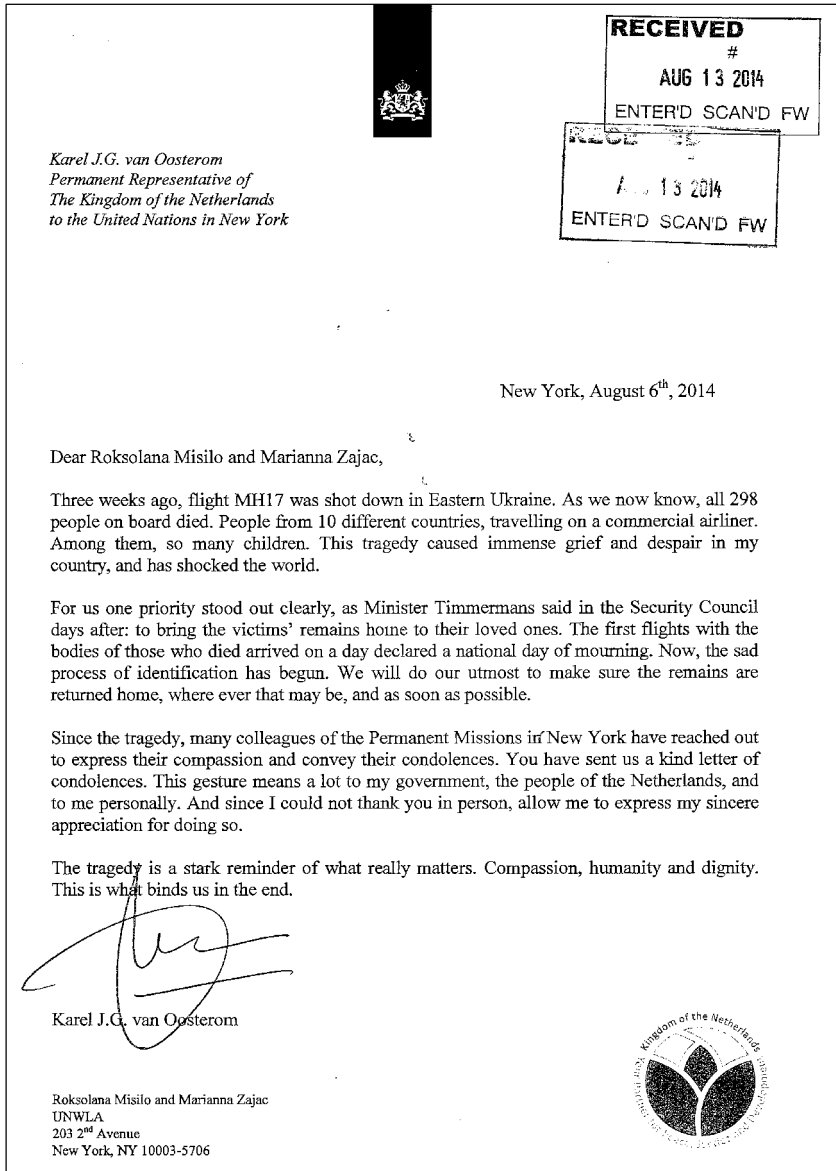 RECEIVED
#
AUG 13 2014
ENTER'D SCAN'D FW
13 2014
ENTER'D SCAN'D FW
Karel J.G. van Oosterom
Permanent Representative of
The Kingdom of the Netherlands
to the United Nations in New York
New York, August 6th, 2014
Dear Roksolana Misilo and Marianna Zajac,
Three weeks ago, flight MH17 was shot down in Eastern Ukraine. As we now know, all 298
people on board died. People from 10 different countries, travelling on a commercial airliner.
Among them, so many children. This tragedy caused immense grief and despair in my
country, and has shocked the world.
For us one priority stood out clearly, as Minister Timmermans said in the Security Council
days after: to bring the victims' remains home to their loved ones. The first flights with the
bodies of those who died arrived on a day declared a national day of mourning. Now, the sad
process of identification has begun. We will do our utmost to make sure the remains are
returned home, where ever that may be, and as soon as possible.
Since the tragedy, many colleagues of the Permanent Missions in New York have reached out
to express their compassion and convey their condolences. You have sent us a kind letter of
condolences. This gesture means a lot to my government, the people of the Netherlands, and
to me personally. And since I could not thank you in person, allow me to express my sincere
appreciation for doing so.
The tragedy is a stark reminder of what really matters. Compassion, humanity and dignity.
This is what binds us in the end.
Karel J.G. van Oosterom
Kingdom of the Netherlands
Roksolana Misilo and Marianna Zajac
UNWLA
203 2nd Avenue
New York, NY 10003-5706